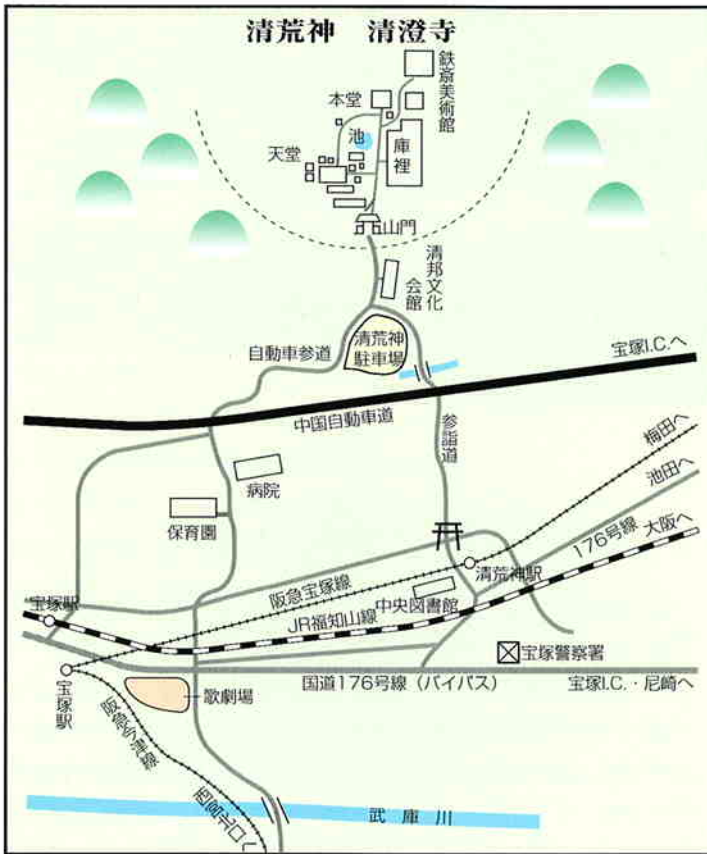 清荒神 清澄寺
鉄斎美術館
本堂
池
庫裡
天堂
山門
清邦文化
会館
自動車参道
清荒神
駐車場
宝塚I.C.へ
中国自動車道
参詣道
梅田へ
池田へ
病院
保育園
176号線
大阪へ
清荒神駅
阪急宝塚線
中央図書館
宝塚駅
JR福知山線
宝塚警察署
宝塚駅
国道176号線(バイパス)
宝塚I.C.・尼崎へ
歌劇場
阪急今津線
西宮北口へ
武庫川